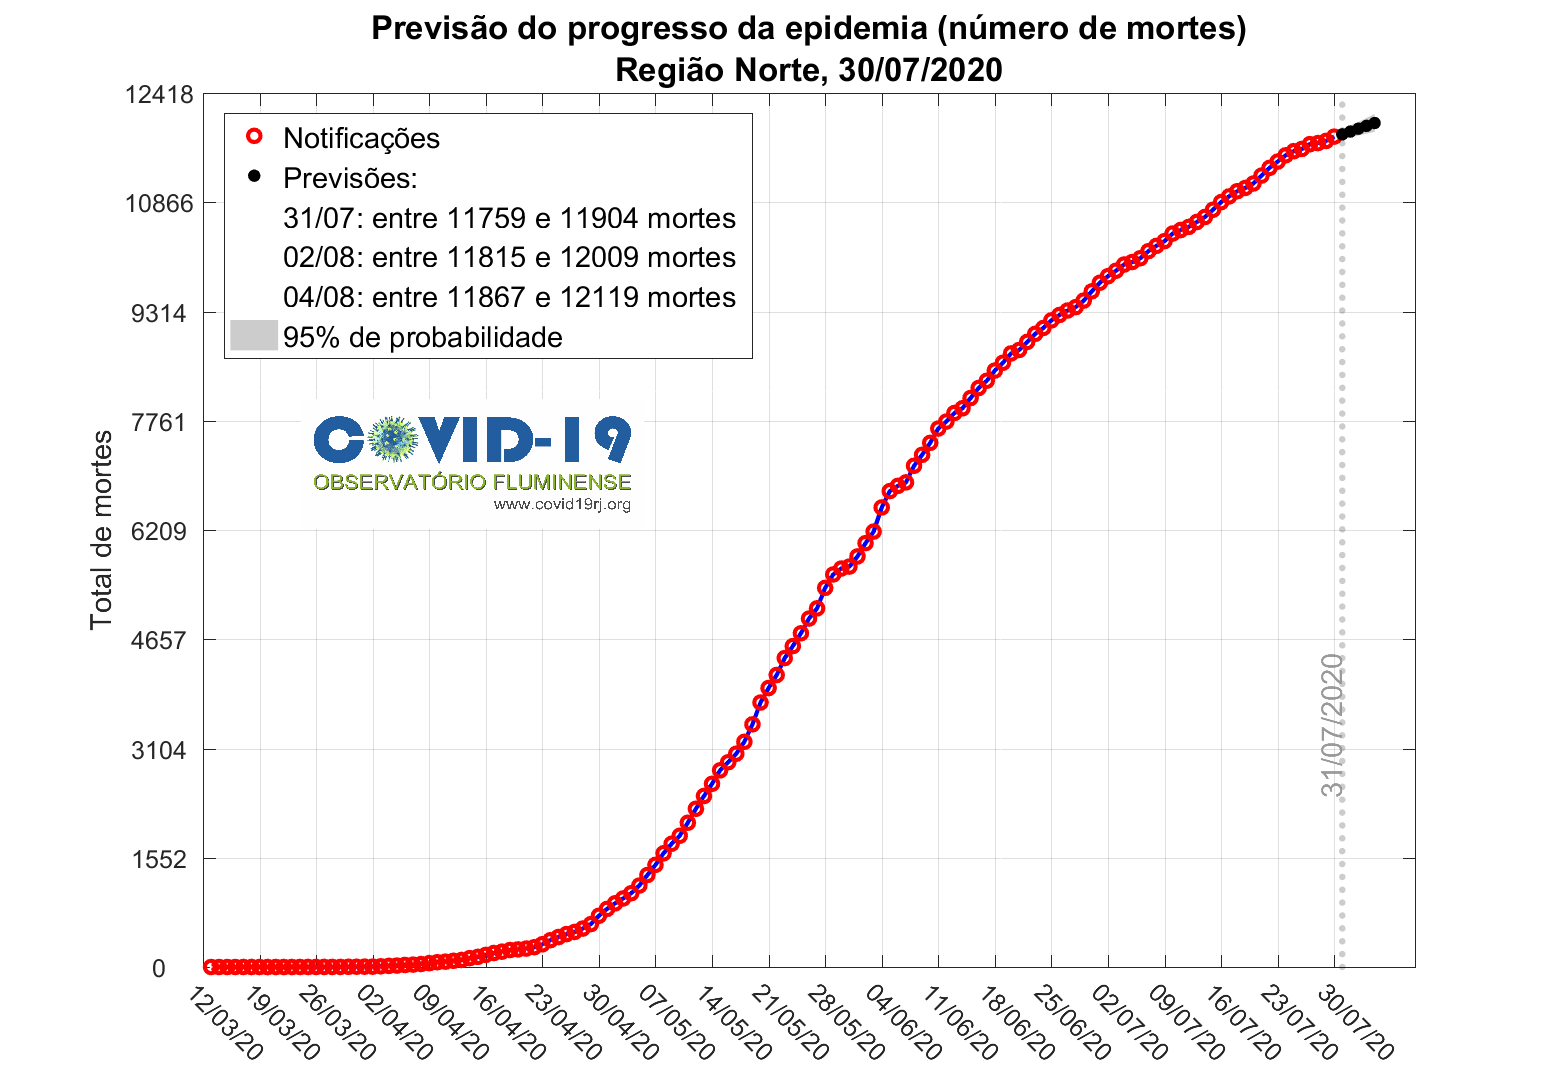 Previsão do progresso da epidemia (número de mortes)
Região Norte, 30/07/2020
12418
10866
9314
7761
6209
4657
3104
1552
0
Total de mortes
Notificações
Previsões:
31/07: entre 11759 e 11904 mortes
02/08: entre 11815 e 12009 mortes
04/08: entre 11867 e 12119 mortes
95% de probabilidade
COVID-19
OBSERVATÓRIO FLUMINENSE
www.covid19rj.org
31/07/2020
12/03/20
19/03/20
26/03/20
02/04/20
09/04/20
16/04/20
23/04/20
30/04/20
07/05/20
14/05/20
21/05/20
28/05/20
04/06/20
11/06/20
18/06/20
25/06/20
02/07/20
09/07/20
16/07/20
23/07/20
30/07/20